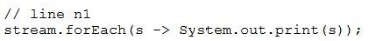 // line n1
stream.forEach(s -> System.out.print(s));